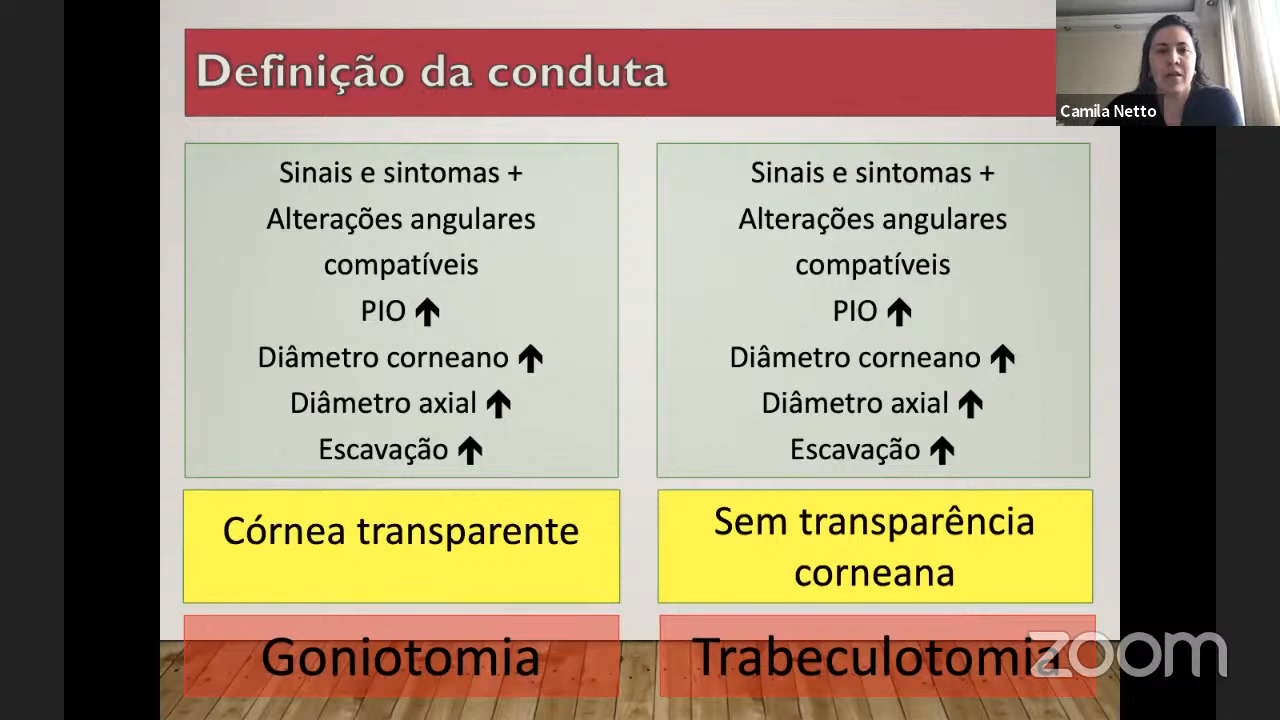 Definição da conduta
Camila Netto
Sinais e sintomas +
Alterações angulares
compatíveis
PIO ↑
Diâmetro corneano ↑
Diâmetro axial ↑
Escavação ↑
Sinais e sintomas +
Alterações angulares
compatíveis
PIO ↑
Diâmetro corneano ↑
Diâmetro axial ↑
Escavação ↑
Córnea transparente
Sem transparência
corneana
Goniotomia
Trabeculotomia
zoom